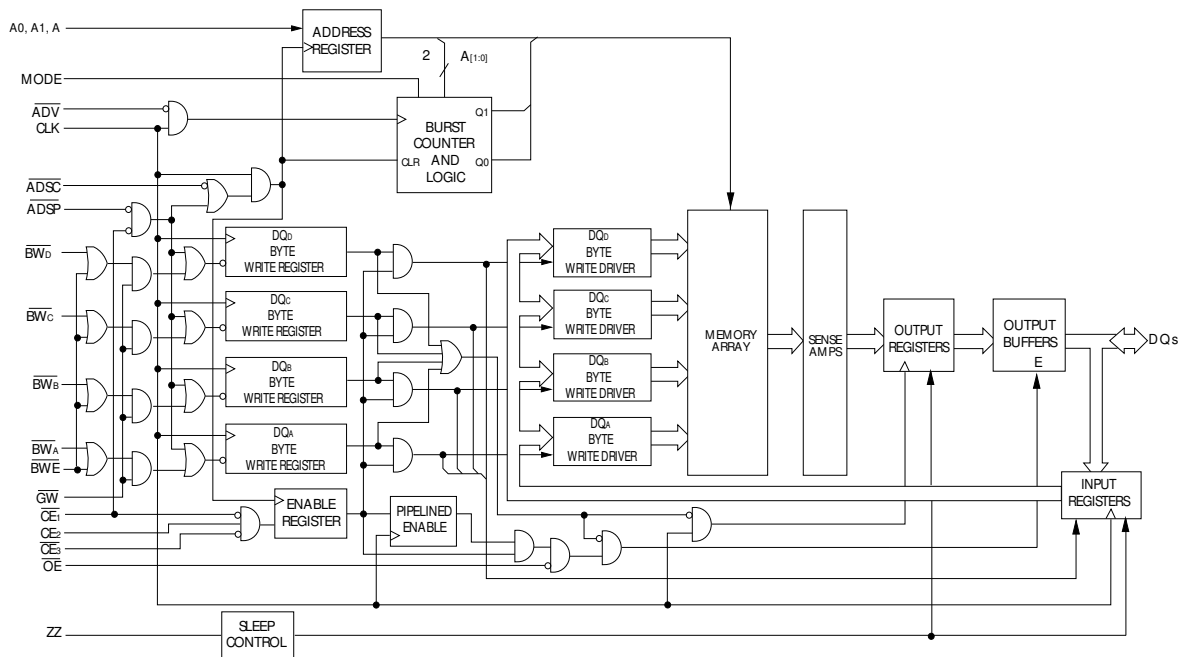 A0, A1, A
ADDRESS
REGISTER
2
A[1:0]
MODE
ADV
CLK
BURST
COUNTER
AND
LOGIC
CLR
Q1
Q0
ADSC
ADSP
BWD
DQD
BYTE
WRITE REGISTER
DQD
BYTE
WRITE DRIVER
BWC
DQC
BYTE
WRITE REGISTER
DQC
BYTE
WRITE DRIVER
BWB
DQB
BYTE
WRITE REGISTER
DQB
BYTE
WRITE DRIVER
BWA
BWE
DQA
BYTE
WRITE REGISTER
DQA
BYTE
WRITE DRIVER
MEMORY
ARRAY
SENSE
AMPS
OUTPUT
REGISTERS
OUTPUT
BUFFERS
E
DQs
INPUT
REGISTERS
GW
CE1
CE2
CE3
OE
ENABLE
REGISTER
PIPELINED
ENABLE
ZZ
SLEEP
CONTROL